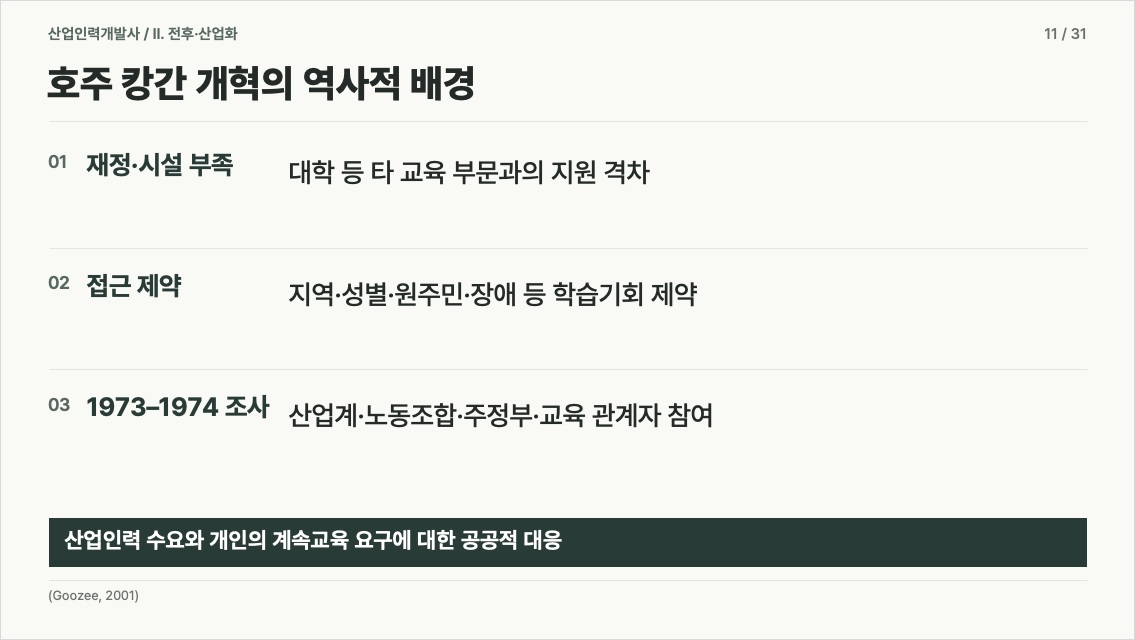 산업인력개발사 / II. 전후·산업화
11 / 31
호주 캉간 개혁의 역사적 배경
01 재정·시설 부족 대학 등 타 교육 부문과의 지원 격차
02 접근 제약 지역·성별·원주민·장애 등 학습기회 제약
03 1973–1974 조사 산업계·노동조합·주정부·교육 관계자 참여
산업인력 수요와 개인의 계속교육 요구에 대한 공공적 대응
(Goozee, 2001)